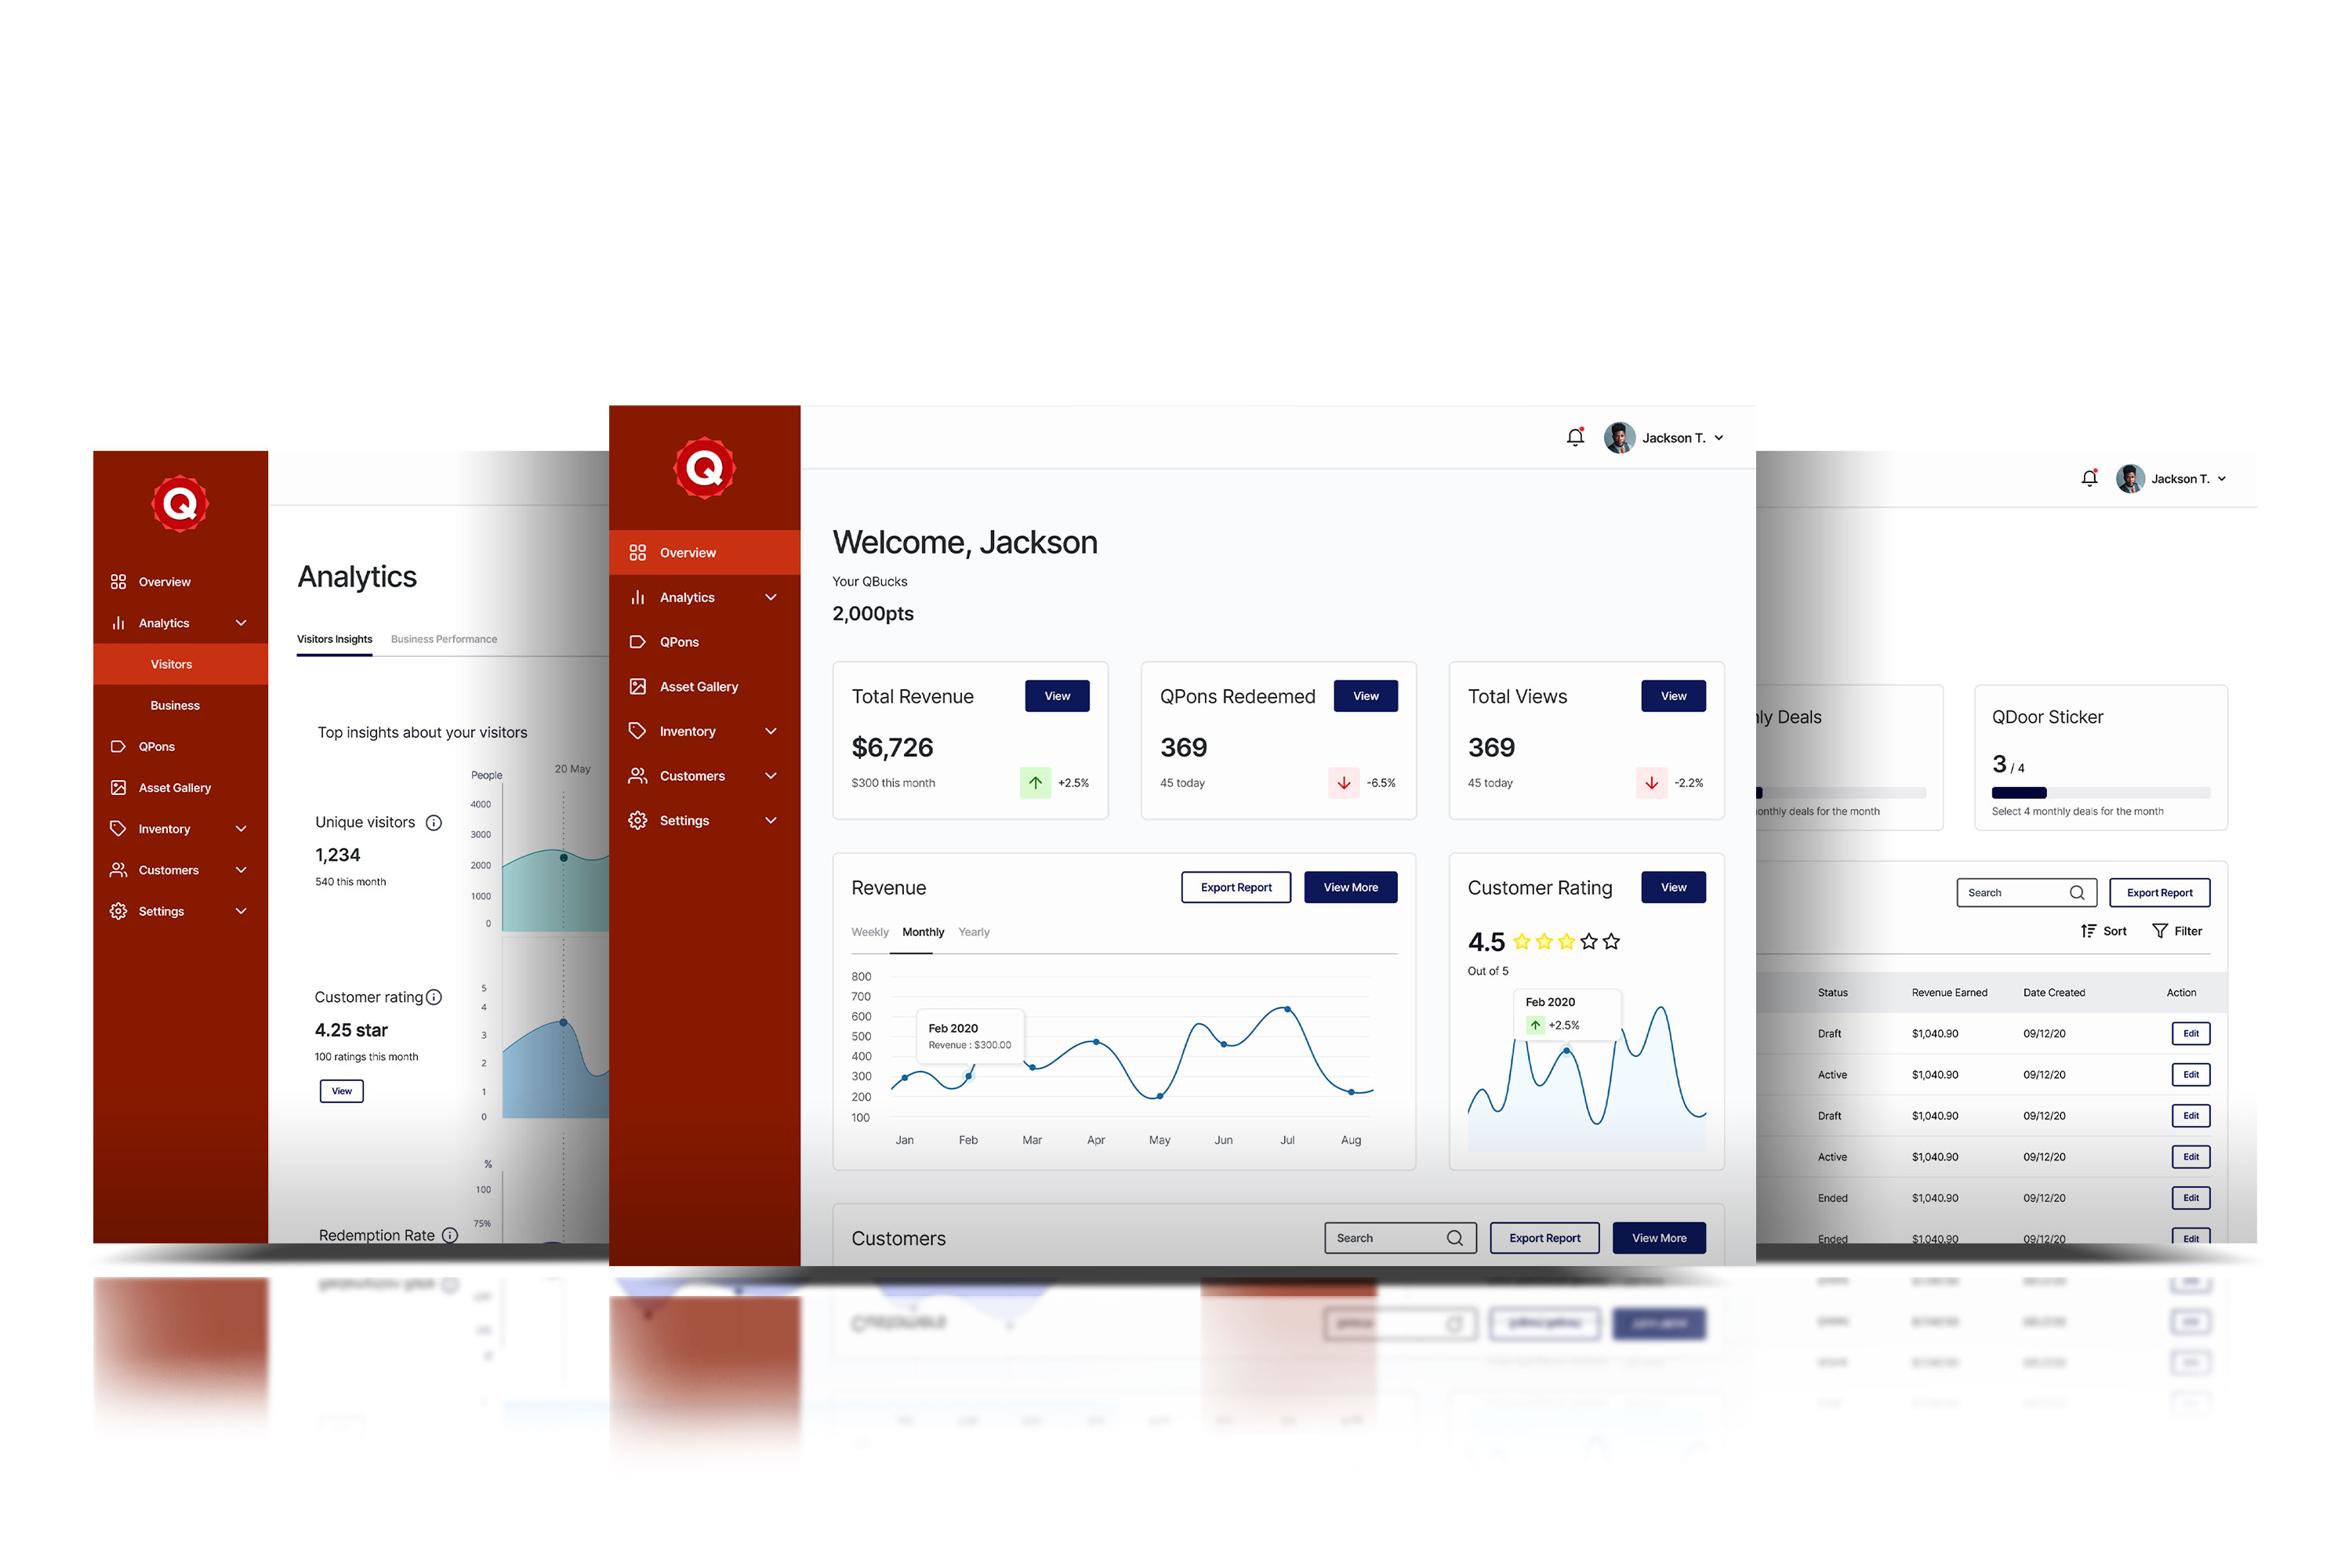 Q
Overview
Analytics
Visitors
Business
QPons
Asset Gallery
Inventory
Customers
Settings
Analytics
Visitors Insights
Business Performance
Top insights about your visitors
Unique visitors
1,234
540 this month
People
20 May
4000
3000
2000
1000
0
Customer rating
4.25 star
100 ratings this month
View
5
4
3
2
1
0
Redemption Rate
%
100
75%
Q
Overview
Analytics
QPons
Asset Gallery
Inventory
Customers
Settings
Jackson T.
Welcome, Jackson
Your QBucks
2,000pts
Total Revenue
View
$6,726
$300 this month
+2.5%
QPons Redeemed
View
369
45 today
-6.5%
Total Views
View
369
45 today
-2.2%
Revenue
Export Report
View More
Weekly Monthly Yearly
800
700
600
500
400
300
200
100
Feb 2020
Revenue : $300.00
Jan Feb Mar Apr May Jun Jul Aug
Customer Rating
View
4.5
Out of 5
Feb 2020
+2.5%
Customers
Search
Export Report
View More
Jackson T.
Deals
deals for the month
QDoor Sticker
3 / 4
Select 4 monthly deals for the month
Search
Export Report
Sort
Filter
Status Revenue Earned Date Created Action
Draft $1,040.90 09/12/20 Edit
Active $1,040.90 09/12/20 Edit
Draft $1,040.90 09/12/20 Edit
Active $1,040.90 09/12/20 Edit
Ended $1,040.90 09/12/20 Edit
Ended $1,040.90 09/12/20 Edit